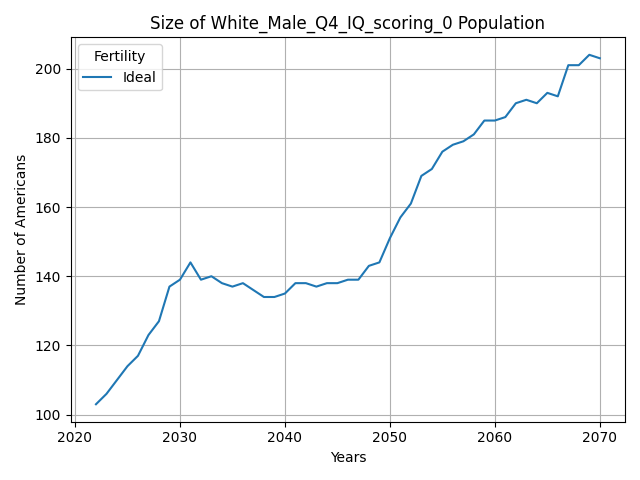 Size of White_Male_Q4_IQ_scoring_0 Population
Fertility
Ideal
Number of Americans
200
180
160
140
120
100
2020 2030 2040 2050 2060 2070
Years